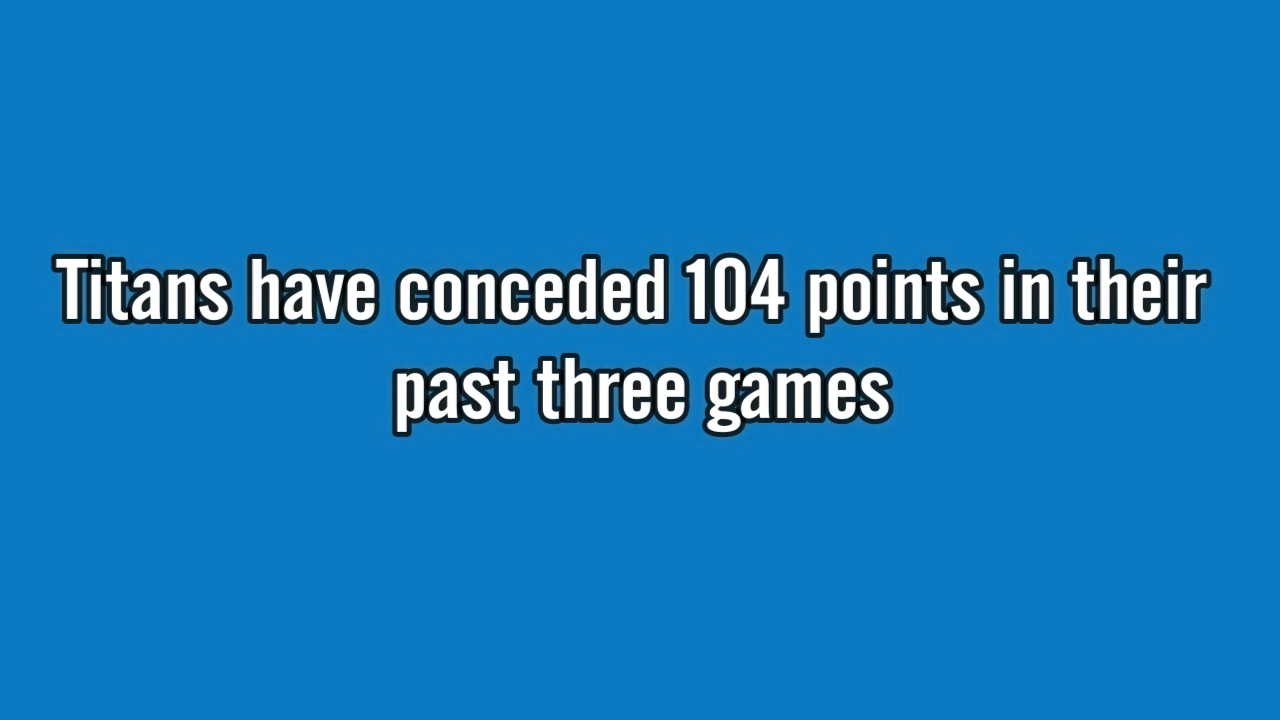 Titans have conceded 104 points in their
past three games